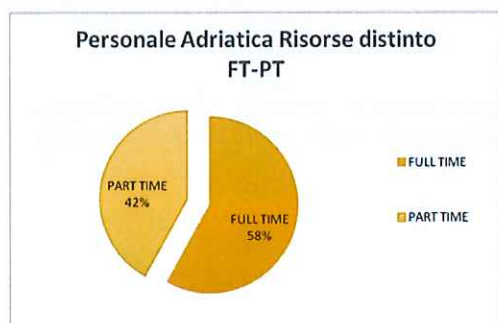 Personale Adriatica Risorse distinto
FT-PT
PART TIME
42%
FULL TIME
58%
FULL TIME
PART TIME